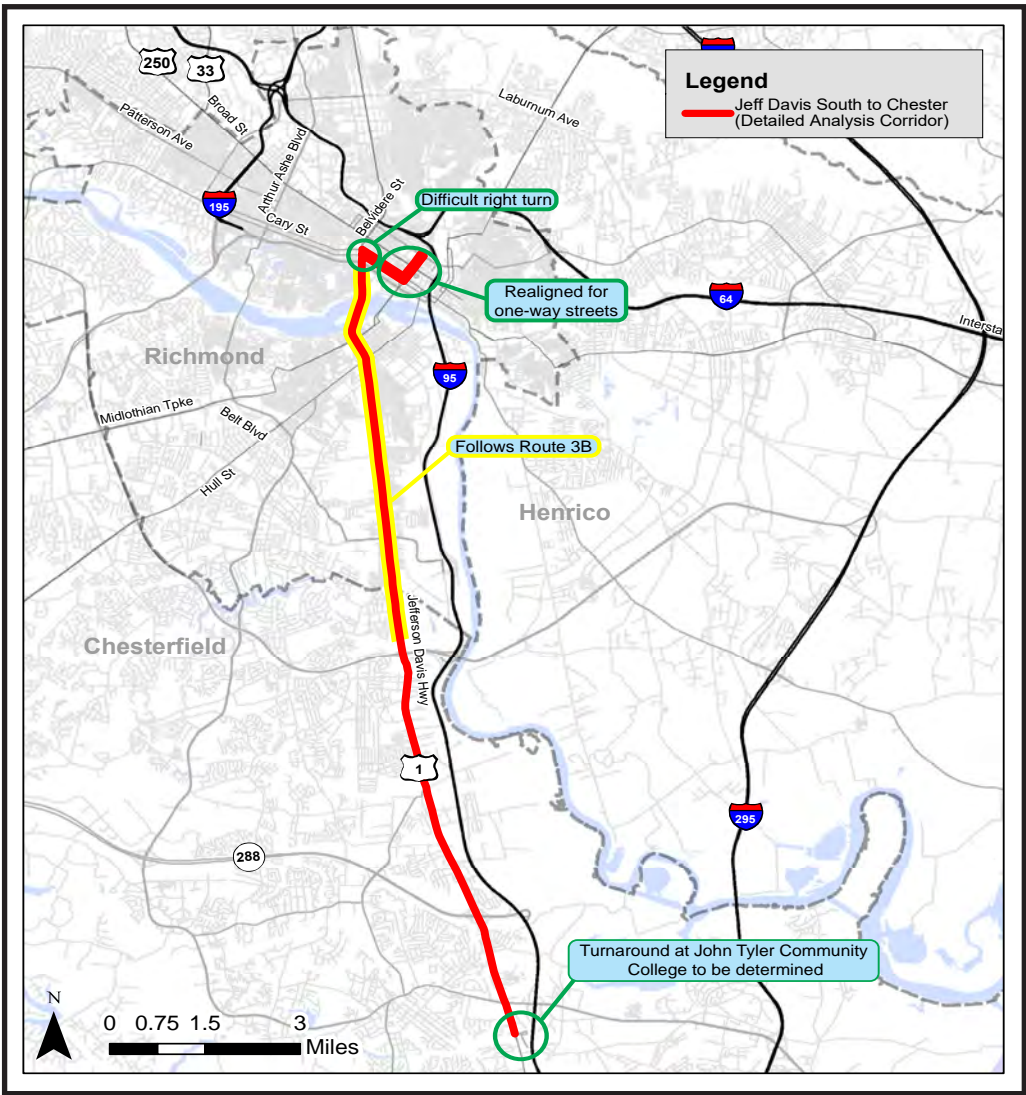 Legend
Jeff Davis South to Chester
(Detailed Analysis Corridor)
250
33
Broad St
Patterson Ave
Laburnum Ave
Arthur Ashe Blvd
195
Cary St
Belvidere St
Difficult right turn
Realigned for
one-way streets
64
Intersta
Richmond
95
Midlothian Tpke
Belt Blvd
Hull St
Follows Route 3B
Henrico
Jefferson Davis Hwy
Chesterfield
1
295
288
Turnaround at John Tyler Community
College to be determined
N
0 0.75 1.5 3
Miles